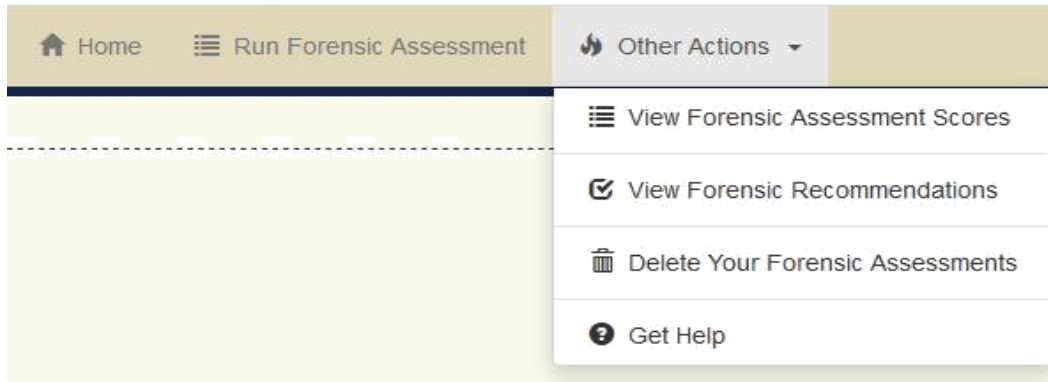 Home Run Forensic Assessment Other Actions
View Forensic Assessment Scores
View Forensic Recommendations
Delete Your Forensic Assessments
Get Help